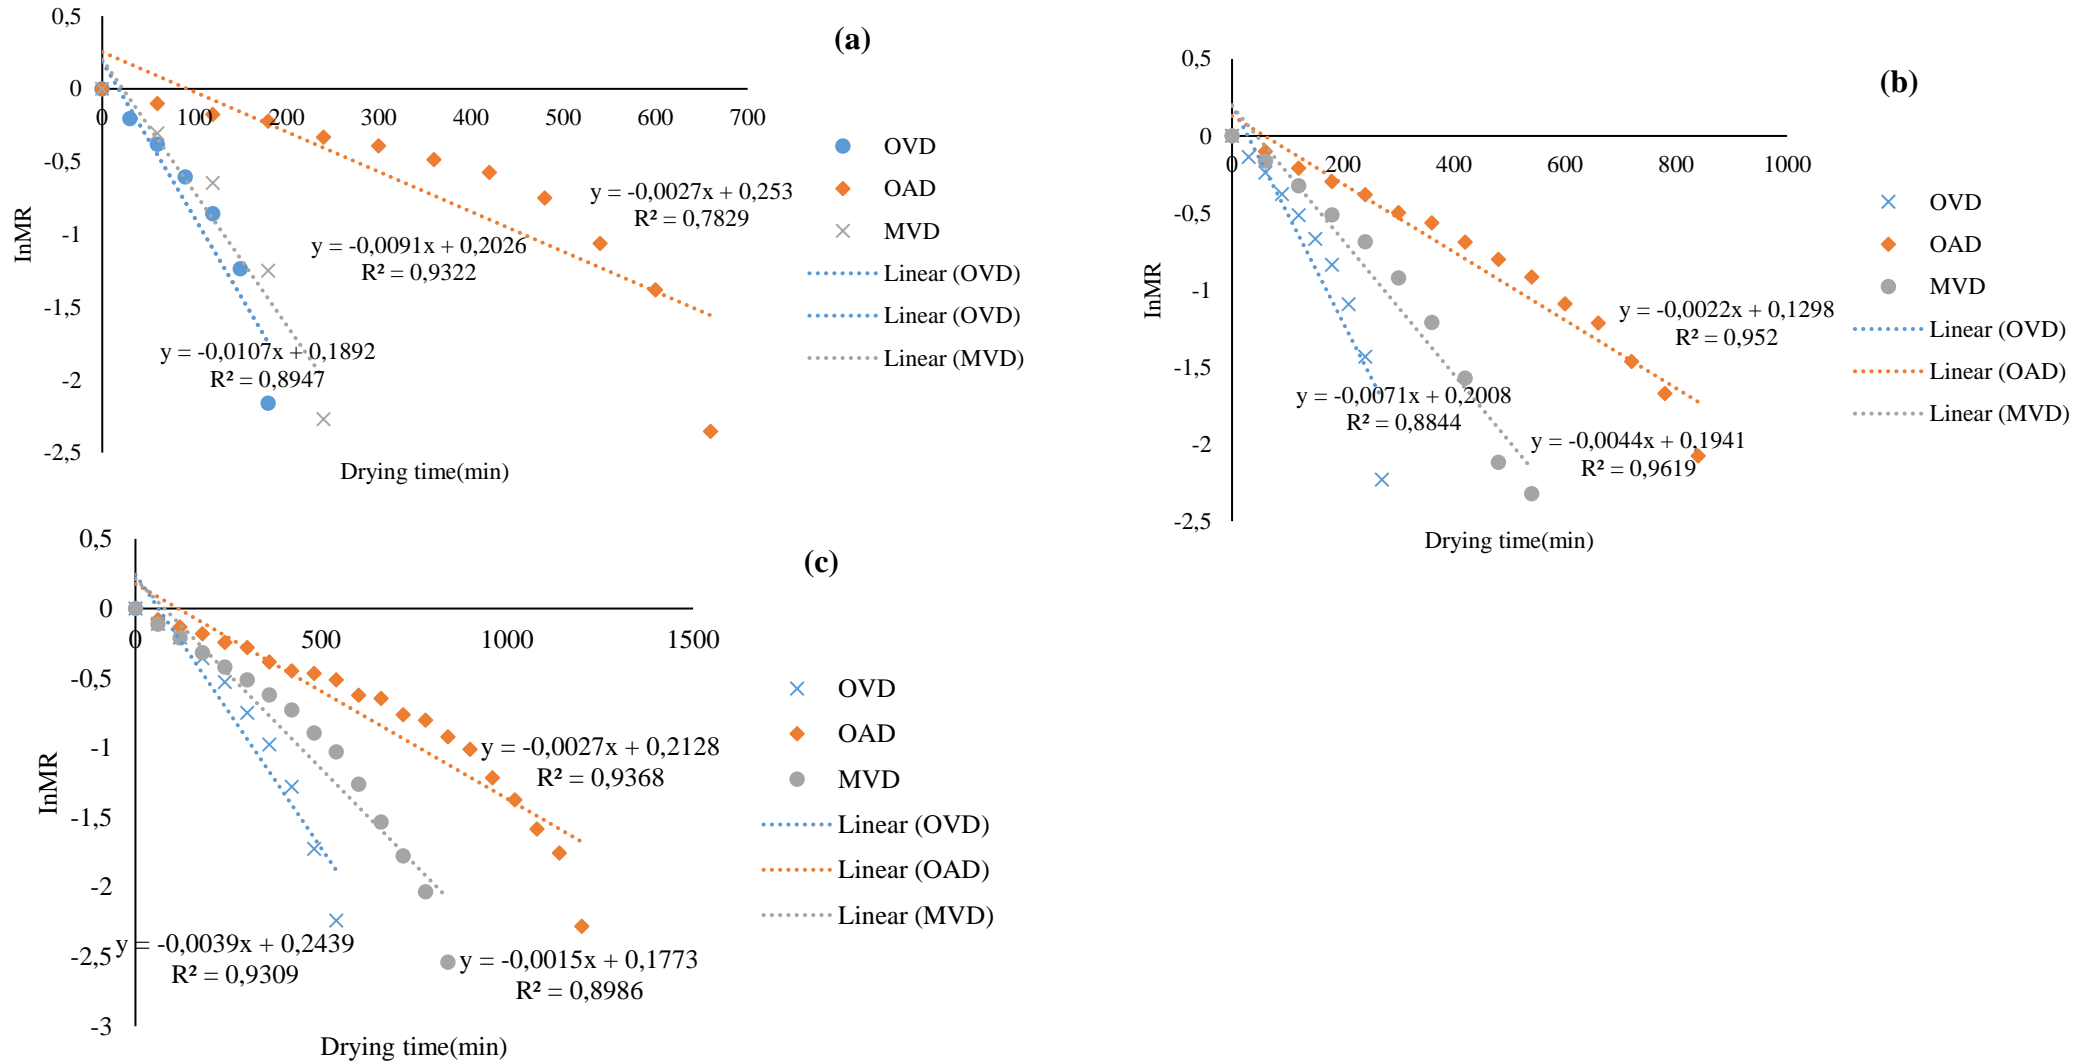 (a)
0,5
0
-0,5
-1
-1,5
-2
-2,5
0 100 200 300 400 500 600 700
lnMR
Drying time(min)
y = -0,0027x + 0,253
R² = 0,7829
y = -0,0091x + 0,2026
R² = 0,9322
y = -0,0107x + 0,1892
R² = 0,8947
OVD
OAD
MVD
Linear (OVD)
Linear (OVD)
Linear (MVD)
(b)
0,5
0
-0,5
-1
-1,5
-2
-2,5
0 200 400 600 800 1000
lnMR
Drying time(min)
y = -0,0022x + 0,1298
R² = 0,952
y = -0,0071x + 0,2008
R² = 0,8844
y = -0,0044x + 0,1941
R² = 0,9619
OVD
OAD
MVD
Linear (OVD)
Linear (OAD)
Linear (MVD)
(c)
0,5
0
-0,5
-1
-1,5
-2
-2,5
-3
0 500 1000 1500
lnMR
Drying time(min)
y = -0,0027x + 0,2128
R² = 0,9368
y = -0,0039x + 0,2439
R² = 0,9309
y = -0,0015x + 0,1773
R² = 0,8986
OVD
OAD
MVD
Linear (OVD)
Linear (OAD)
Linear (MVD)